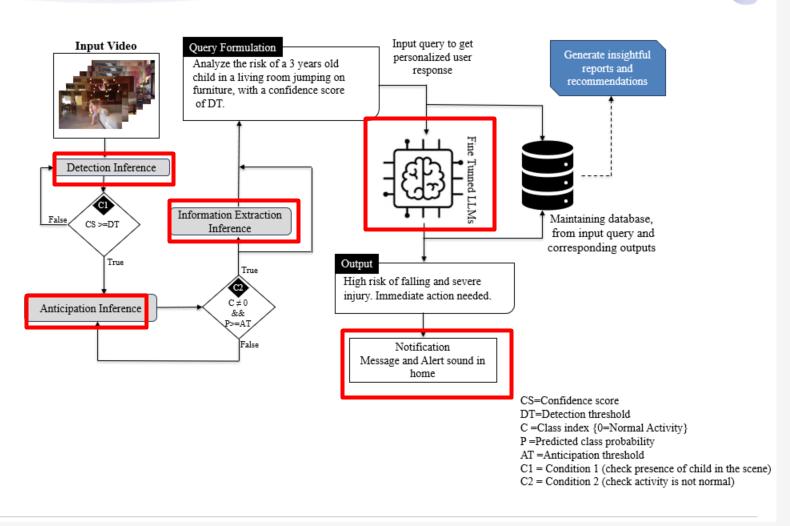 Input Video
Query Formulation
Analyze the risk of a 3 years old
child in a living room jumping on
furniture, with a confidence score
of DT.
Input query to get
personalized user
response
Generate insightful
reports and
recommendations
Detection Inference
C1
CS >=DT
False
True
Information Extraction
Inference
Fine Tunned LLMs
Maintaining database,
from input query and
corresponding outputs
Anticipation Inference
True
C2
C ≠ 0
&&
P>=AT
False
Output
High risk of falling and severe
injury. Immediate action needed.
Notification
Message and Alert sound in
home
CS=Confidence score
DT=Detection threshold
C =Class index {0=Normal Activity}
P =Predicted class probability
AT =Anticipation threshold
C1 = Condition 1 (check presence of child in the scene)
C2 = Condition 2 (check activity is not normal)